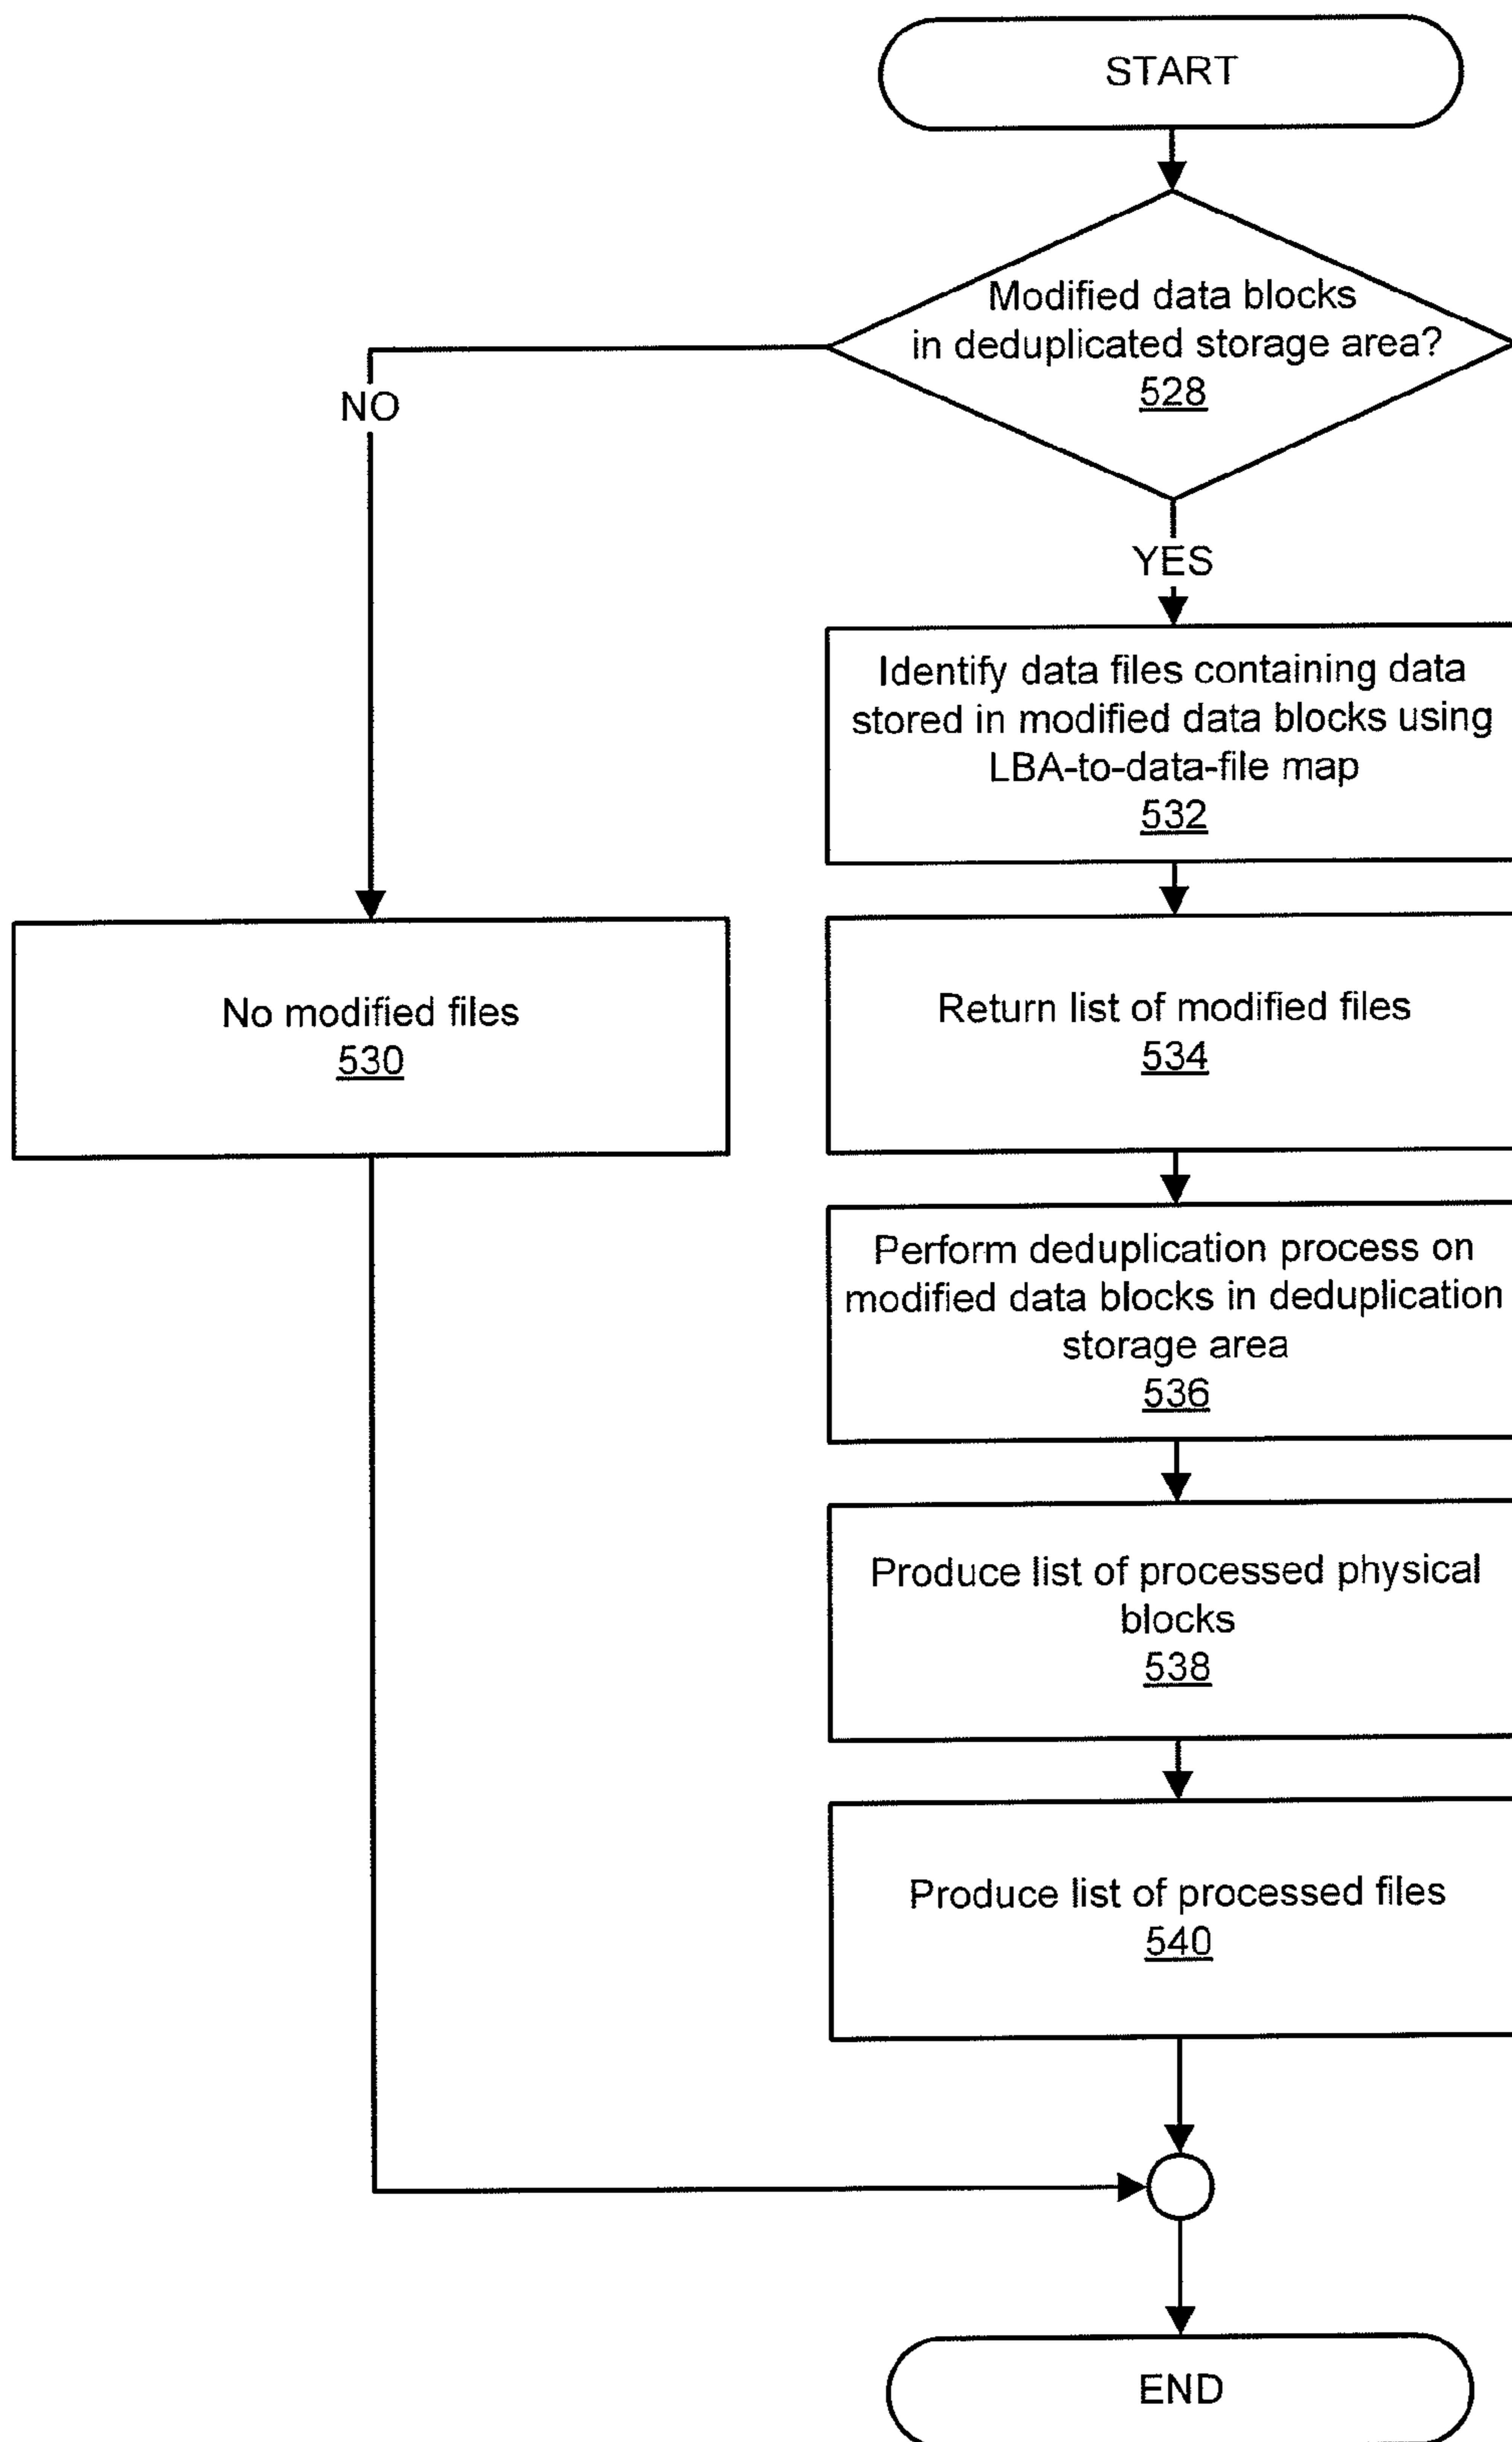 START
Modified data blocks
in deduplicated storage area?
528
NO
YES
Identify data files containing data
stored in modified data blocks using
LBA-to-data-file map
532
No modified files
530
Return list of modified files
534
Perform deduplication process on
modified data blocks in deduplication
storage area
536
Produce list of processed physical
blocks
538
Produce list of processed files
540
END